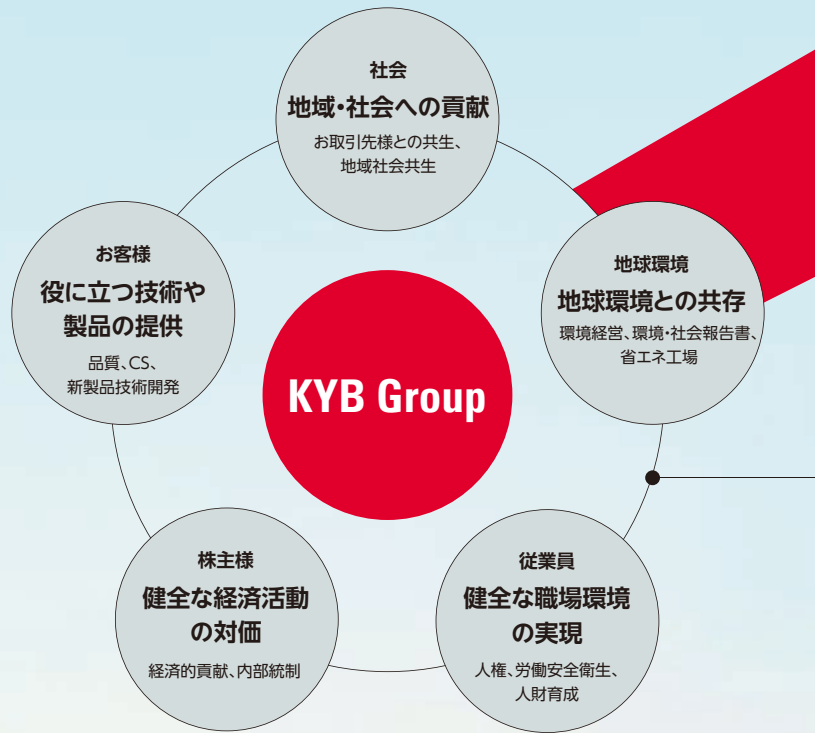 社会
地域・社会への貢献
お取引先様との共生、
地域社会共生
お客様
役に立つ技術や
製品の提供
品質、CS、
新製品技術開発
地球環境
地球環境との共存
環境経営、環境・社会報告書、
省エネ工場
KYB Group
株主様
健全な経済活動
の対価
経済的貢献、内部統制
従業員
健全な職場環境
の実現
人権、労働安全衛生、
人財育成